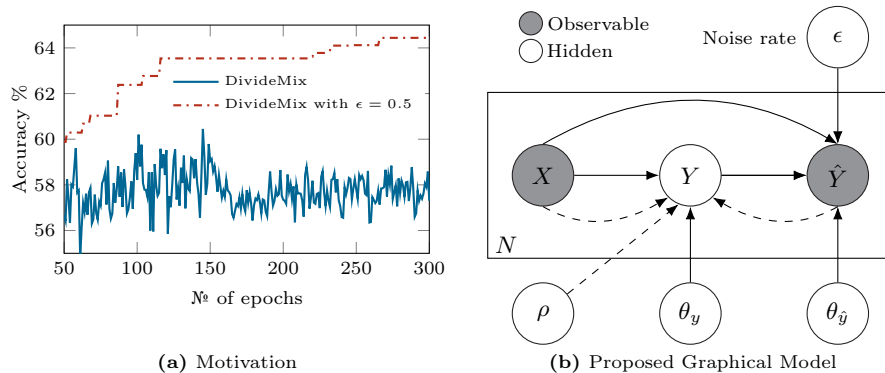 64
62
60
58
56
50
100
150
200
250
300
Accuracy %
№ of epochs
DivideMix
DivideMix with ϵ = 0.5
(a) Motivation
Observable
Hidden
Noise rate
ϵ
X
Y
Ŷ
N
ρ
θ_y
θ_ŷ
(b) Proposed Graphical Model